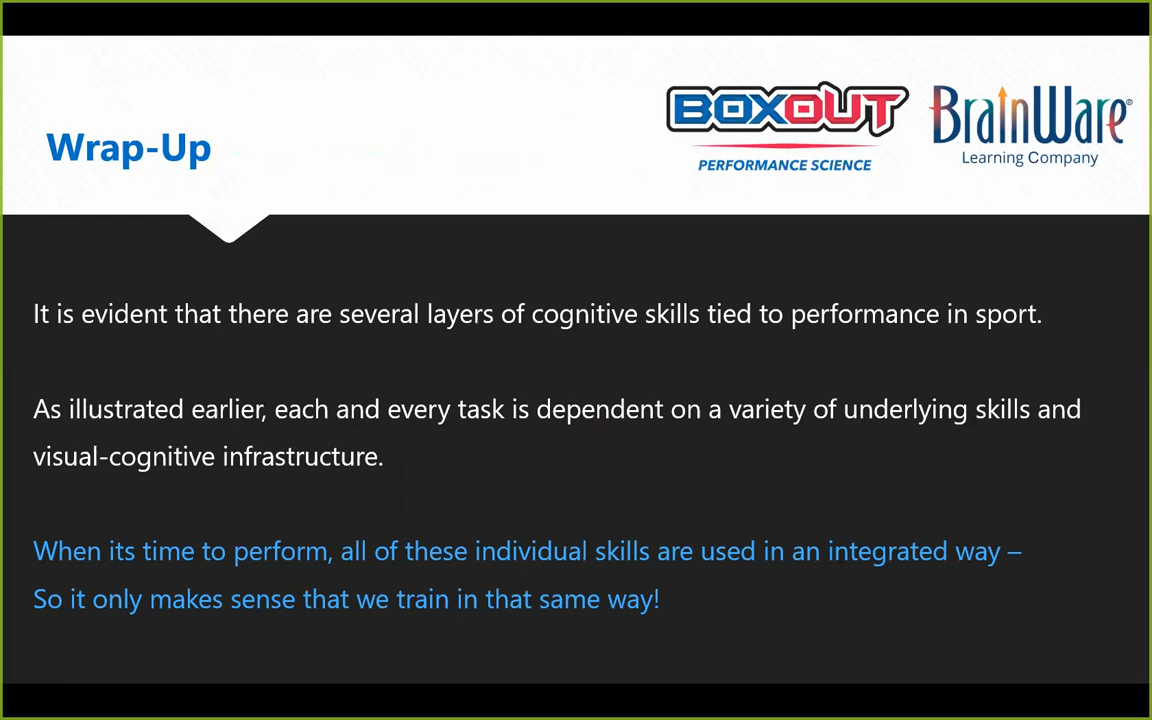 BOXOUT
PERFORMANCE SCIENCE
BrainWare®
Learning Company
Wrap-Up
It is evident that there are several layers of cognitive skills tied to performance in sport.
As illustrated earlier, each and every task is dependent on a variety of underlying skills and
visual-cognitive infrastructure.
When its time to perform, all of these individual skills are used in an integrated way –
So it only makes sense that we train in that same way!